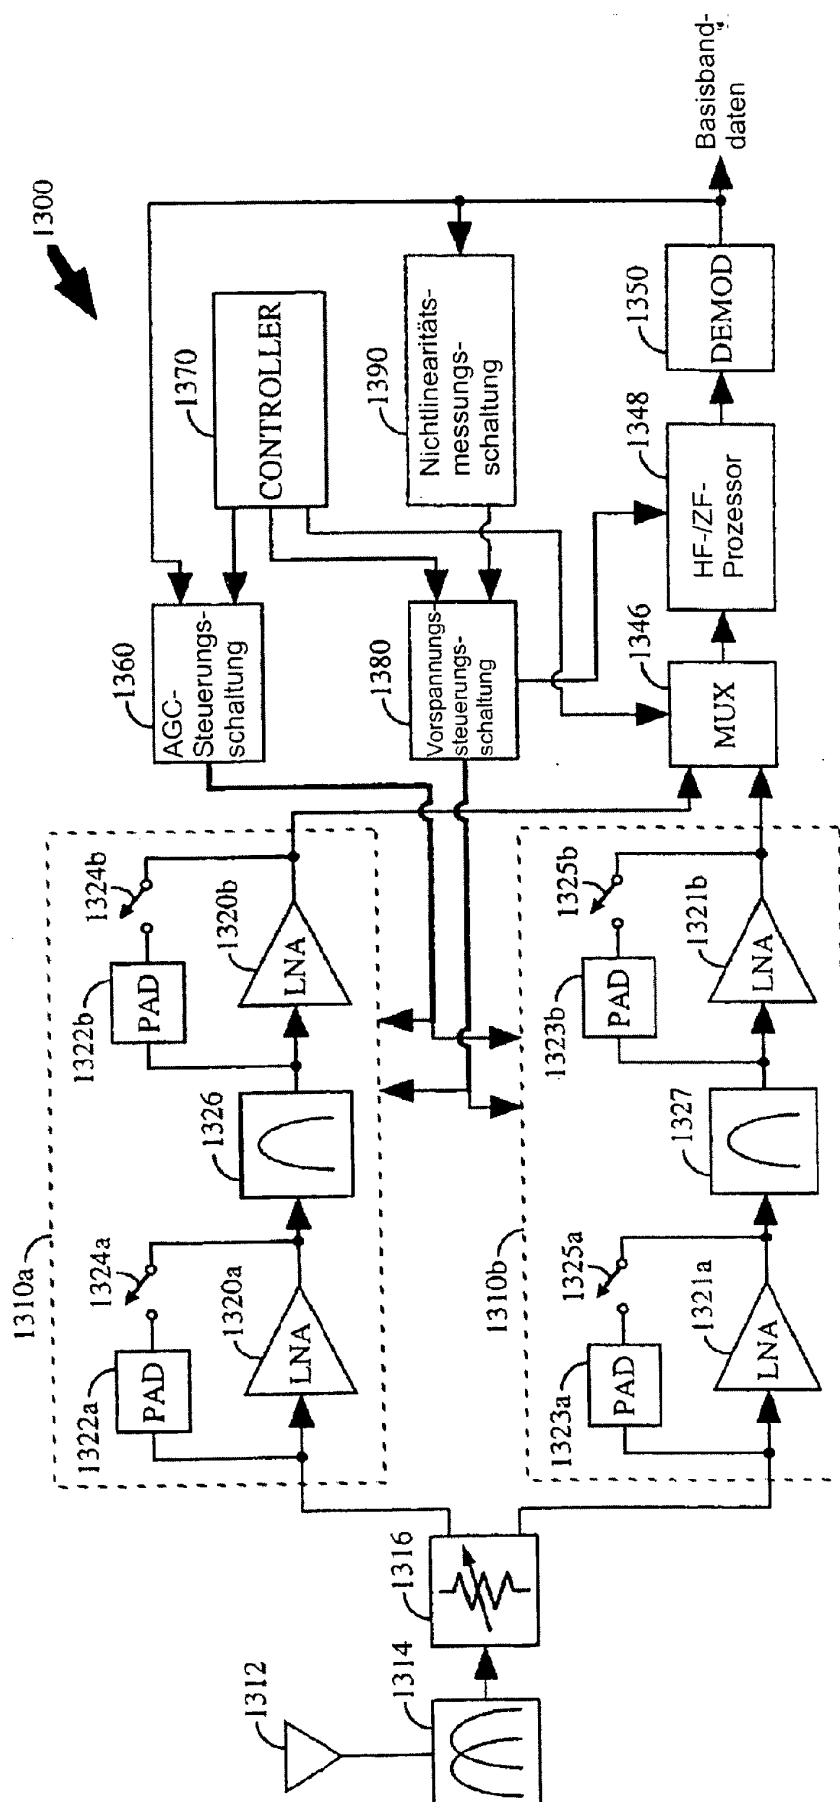 1300
1310a
1322a
PAD
1324a
1320a
LNA
1326
1322b
PAD
1324b
1320b
LNA
1360
AGC-
Steuerungs-
schaltung
1370
CONTROLLER
1380
Vorspannungs-
steuerungs-
schaltung
1390
Nichtlinearitäts-
messungs-
schaltung
1312
1314
1316
1310b
1323a
PAD
1325a
1321a
LNA
1327
1323b
PAD
1325b
1321b
LNA
1346
MUX
1348
HF-/ZF-
Prozessor
1350
DEMOD
Basisband-
daten